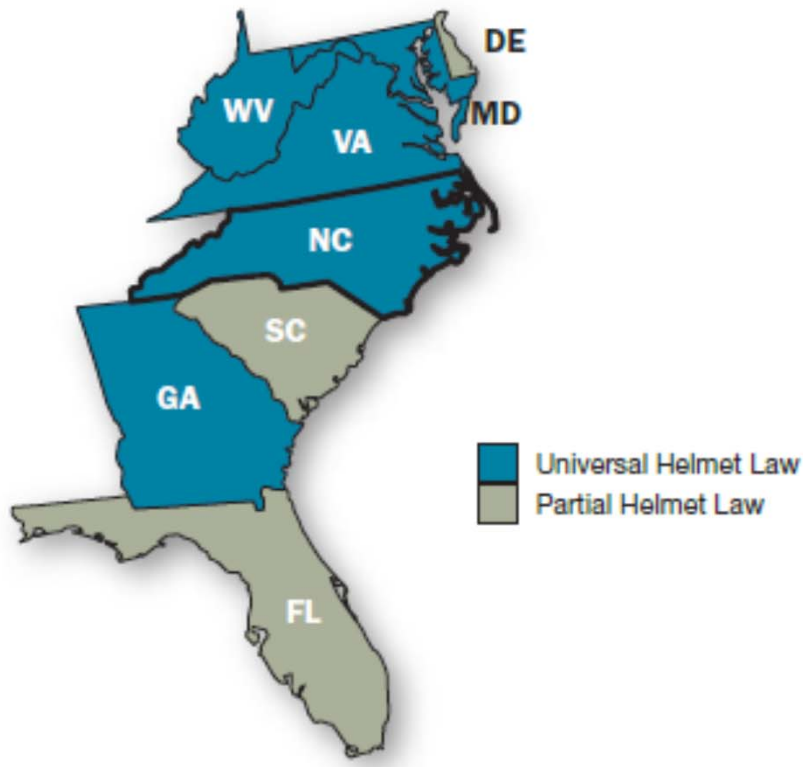 DE
WV
MD
VA
NC
SC
GA
Universal Helmet Law
Partial Helmet Law
FL